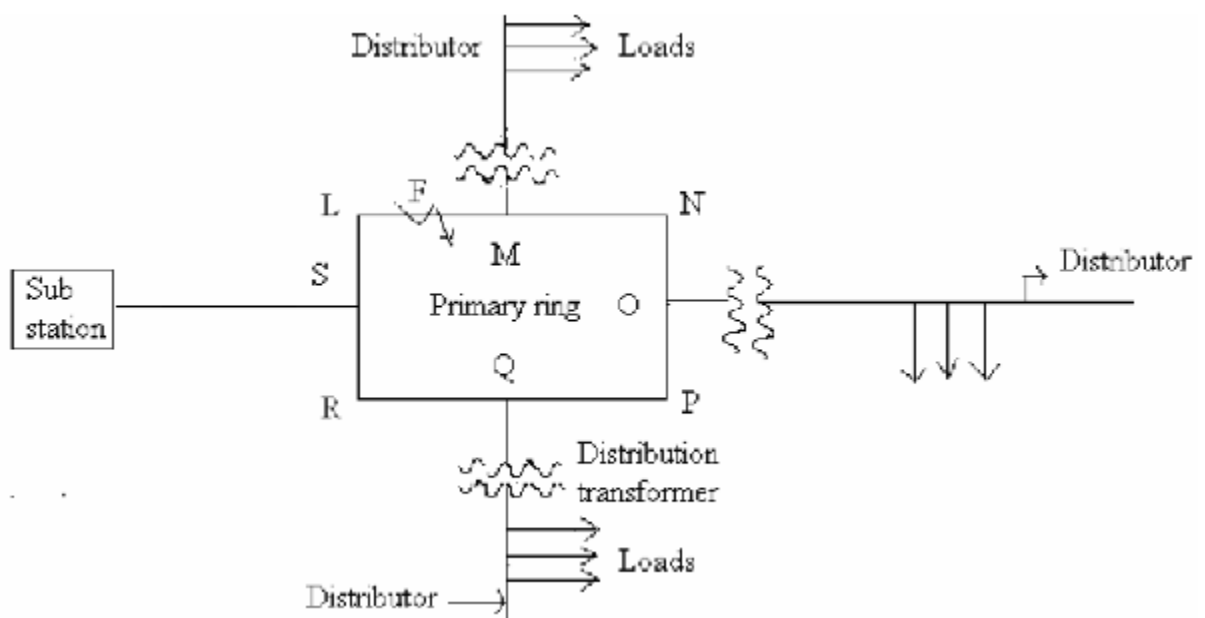 Distributor
Loads
L
F
N
M
S
Distributor
Sub
station
Primary ring
O
Q
R
P
Distribution
transformer
Loads
Distributor